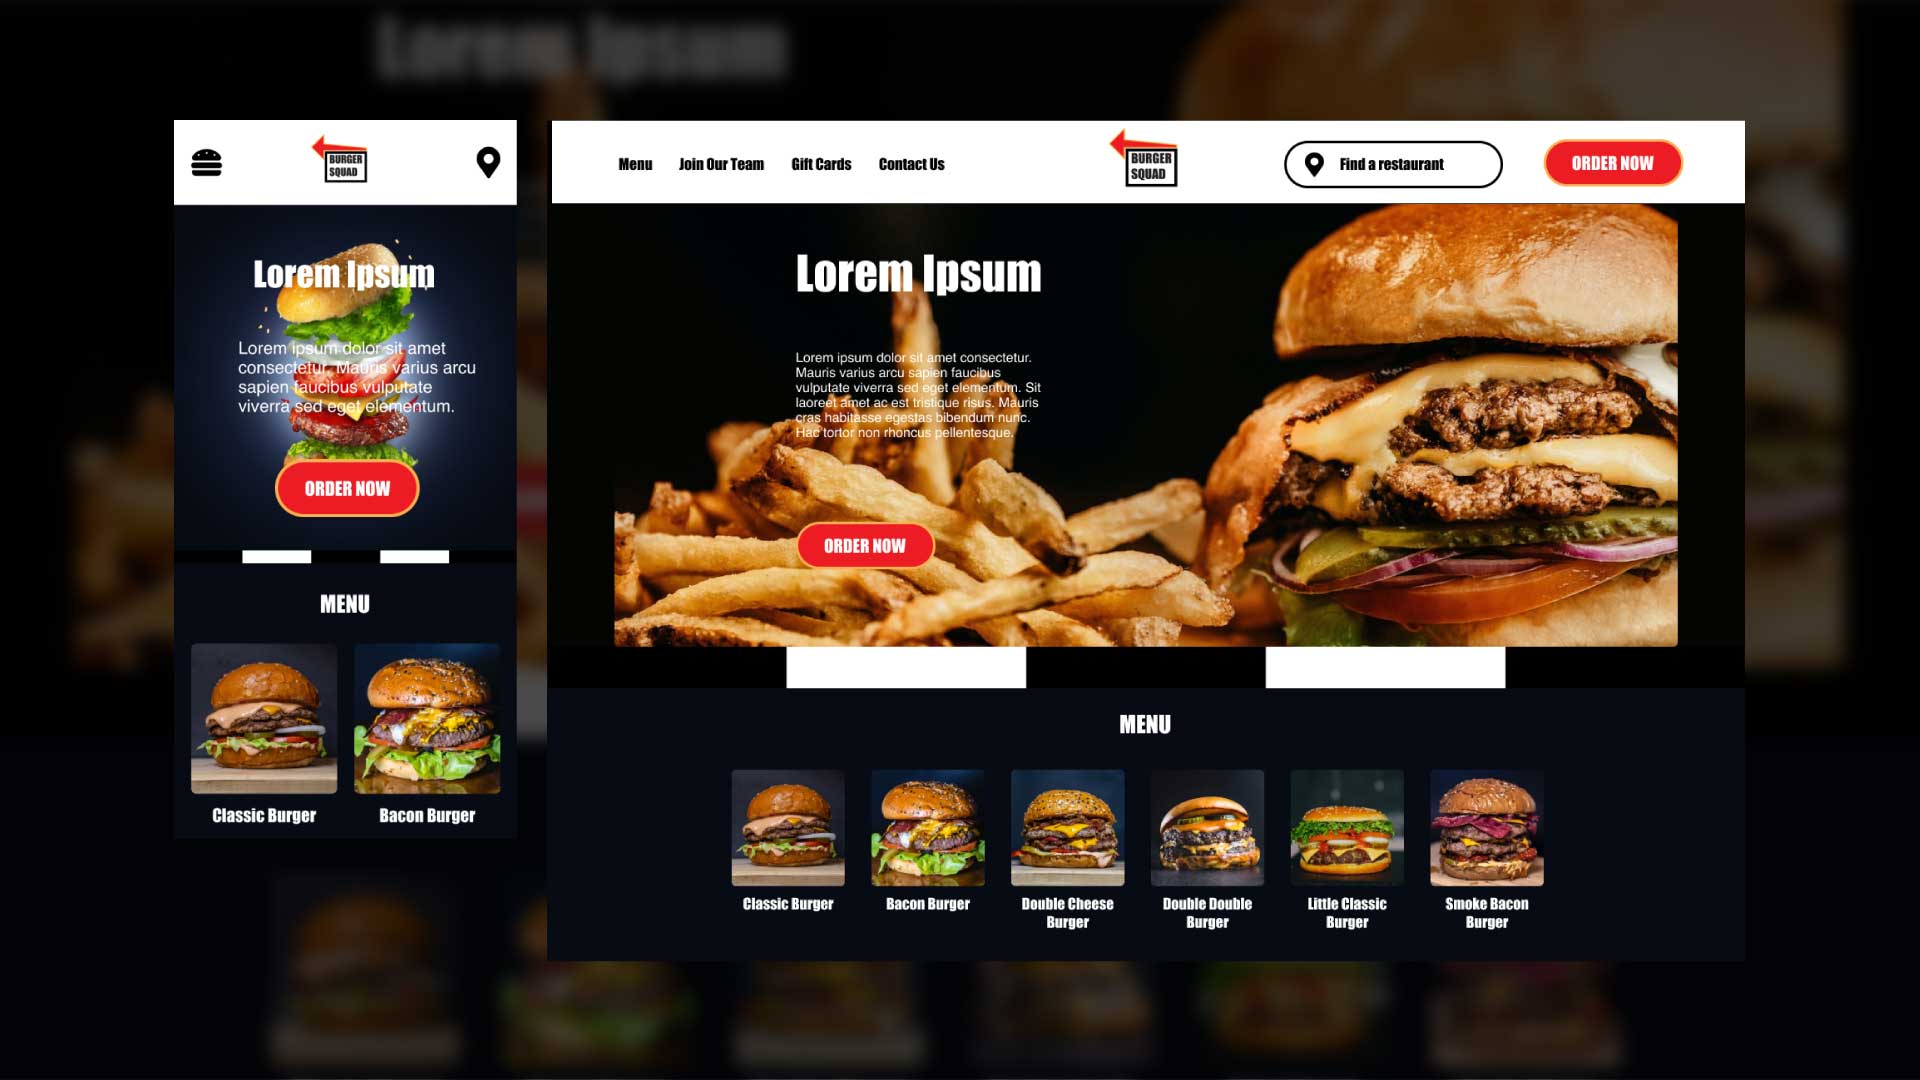 Lorem Ipsum
BURGER
SQUAD
Lorem Ipsum
Lorem ipsum dolor sit amet
consectetur. Mauris varius arcu
sapien faucibus vulputate
viverra sed eget elementum.
ORDER NOW
MENU
Classic Burger
Bacon Burger
Menu
Join Our Team
Gift Cards
Contact Us
BURGER
SQUAD
Find a restaurant
ORDER NOW
Lorem Ipsum
Lorem ipsum dolor sit amet consectetur.
Mauris varius arcu sapien faucibus
vulputate viverra sed eget elementum. Sit
laoreet amet ac est tristique risus. Mauris
cras habitasse egestas bibendum nunc.
Hac tortor non rhoncus pellentesque.
ORDER NOW
MENU
Classic Burger
Bacon Burger
Double Cheese
Burger
Double Double
Burger
Little Classic
Burger
Smoke Bacon
Burger